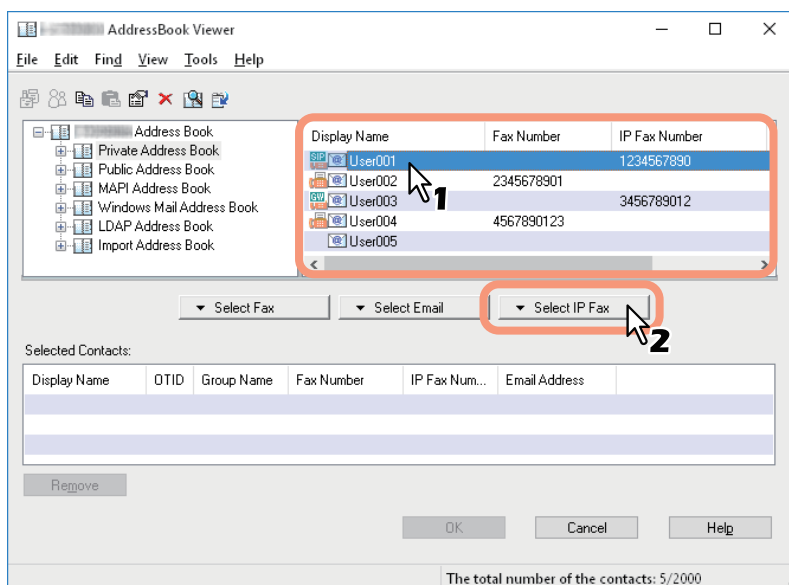 AddressBook Viewer
File Edit Find View Tools Help
Address Book
Private Address Book
Public Address Book
MAPI Address Book
Windows Mail Address Book
LDAP Address Book
Import Address Book
Display Name Fax Number IP Fax Number
SIP User001 1234567890
User002 2345678901
GW User003 3456789012
User004 4567890123
User005
1
Select Fax Select Email Select IP Fax
2
Selected Contacts:
Display Name OTID Group Name Fax Number IP Fax Num... Email Address
Remove
OK Cancel Help
The total number of the contacts: 5/2000